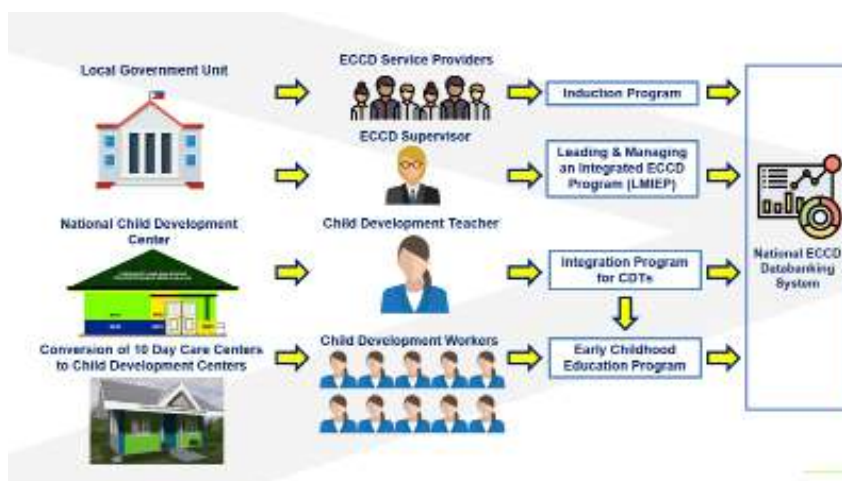 Local Government Unit
ECCD Service Providers
Induction Program
ECCD Supervisor
Leading & Managing
an Integrated ECCD
Program (LMIEP)
National Child Development
Center
Child Development Teacher
Integration Program
for CDTs
National ECCD
Databanking
System
Conversion of 10 Day Care Centers
to Child Development Centers
Child Development Workers
Early Childhood
Education Program